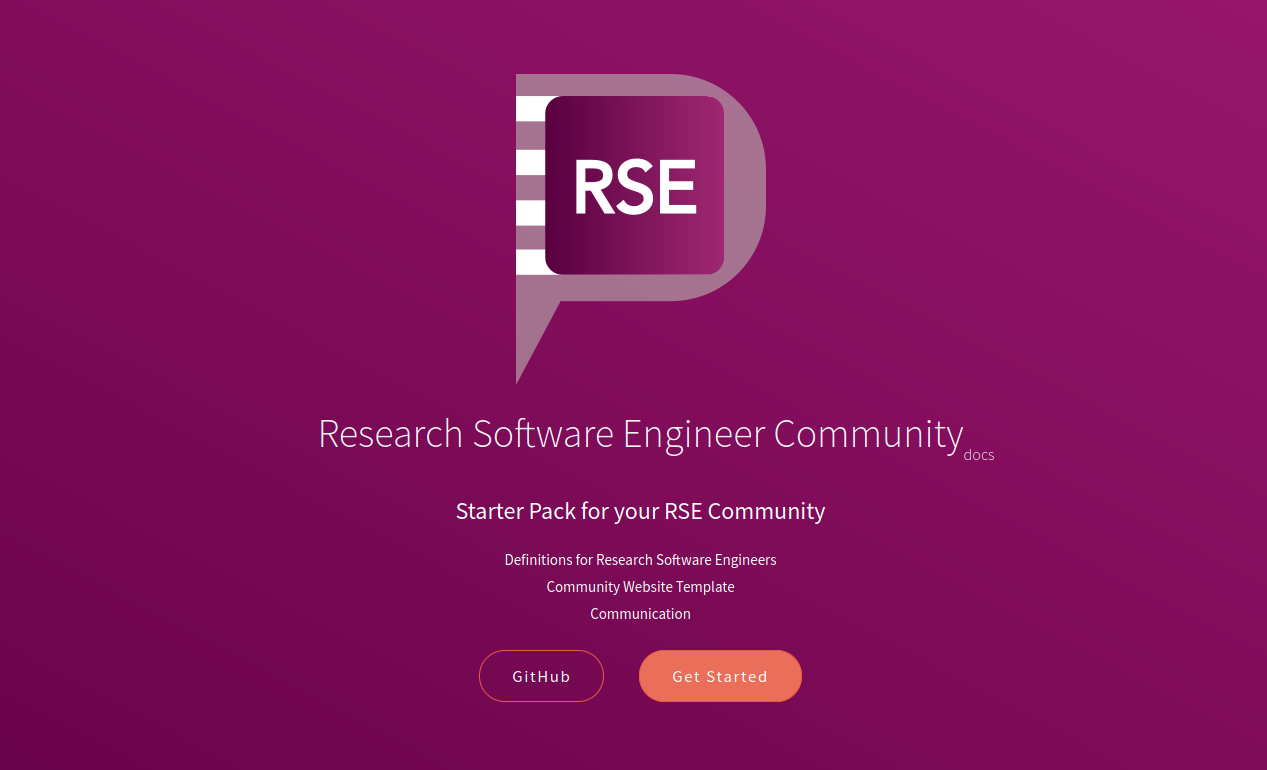 RSE
Research Software Engineer Community docs
Starter Pack for your RSE Community
Definitions for Research Software Engineers
Community Website Template
Communication
GitHub Get Started